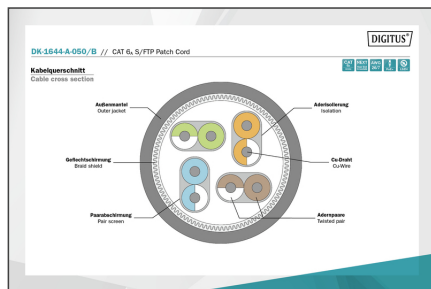 DIGITUS®
DK-1644-A-050/B // CAT 6A S/FTP Patch Cord
Kabelquerschnitt
Cable cross section
Außenmantel
Outer jacket
Aderisolierung
Isolation
Geflechtschirmung
Braid shield
Cu-Draht
Cu-Wire
Paarabschirmung
Pair screen
Adernpaare
Twisted pair